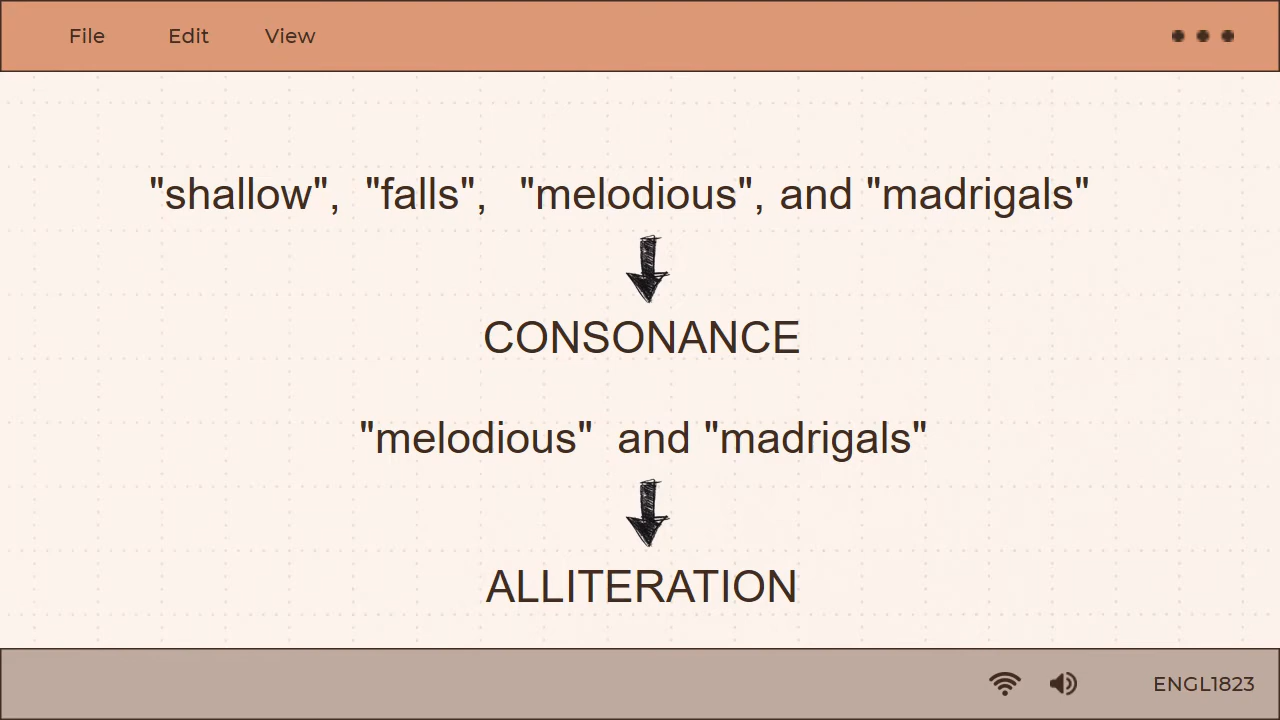 File Edit View
"shallow", "falls", "melodious", and "madrigals"
CONSONANCE
"melodious" and "madrigals"
ALLITERATION
ENGL1823